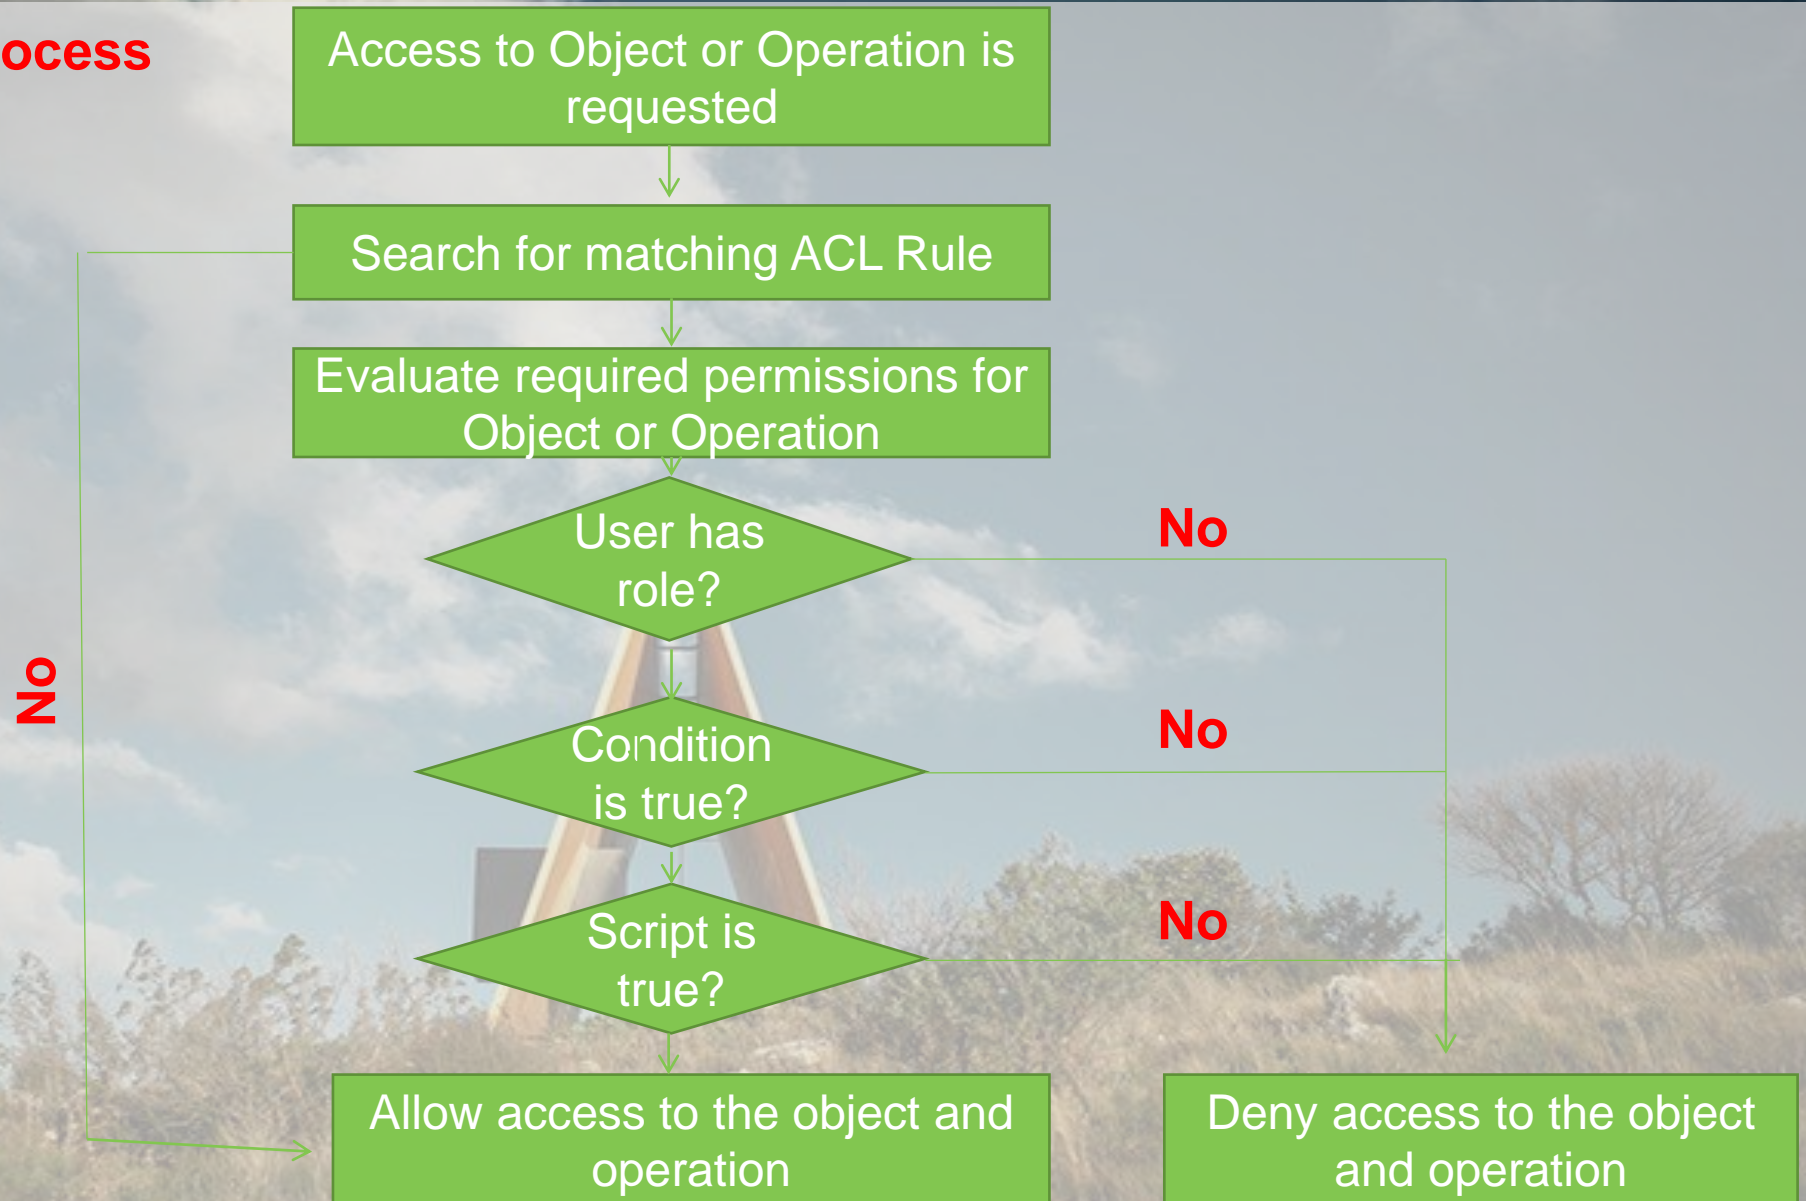 ocess
Access to Object or Operation is
requested
Search for matching ACL Rule
Evaluate required permissions for
Object or Operation
User has
role?
No
No
Condition
is true?
No
Script is
true?
No
Allow access to the object and
operation
Deny access to the object
and operation